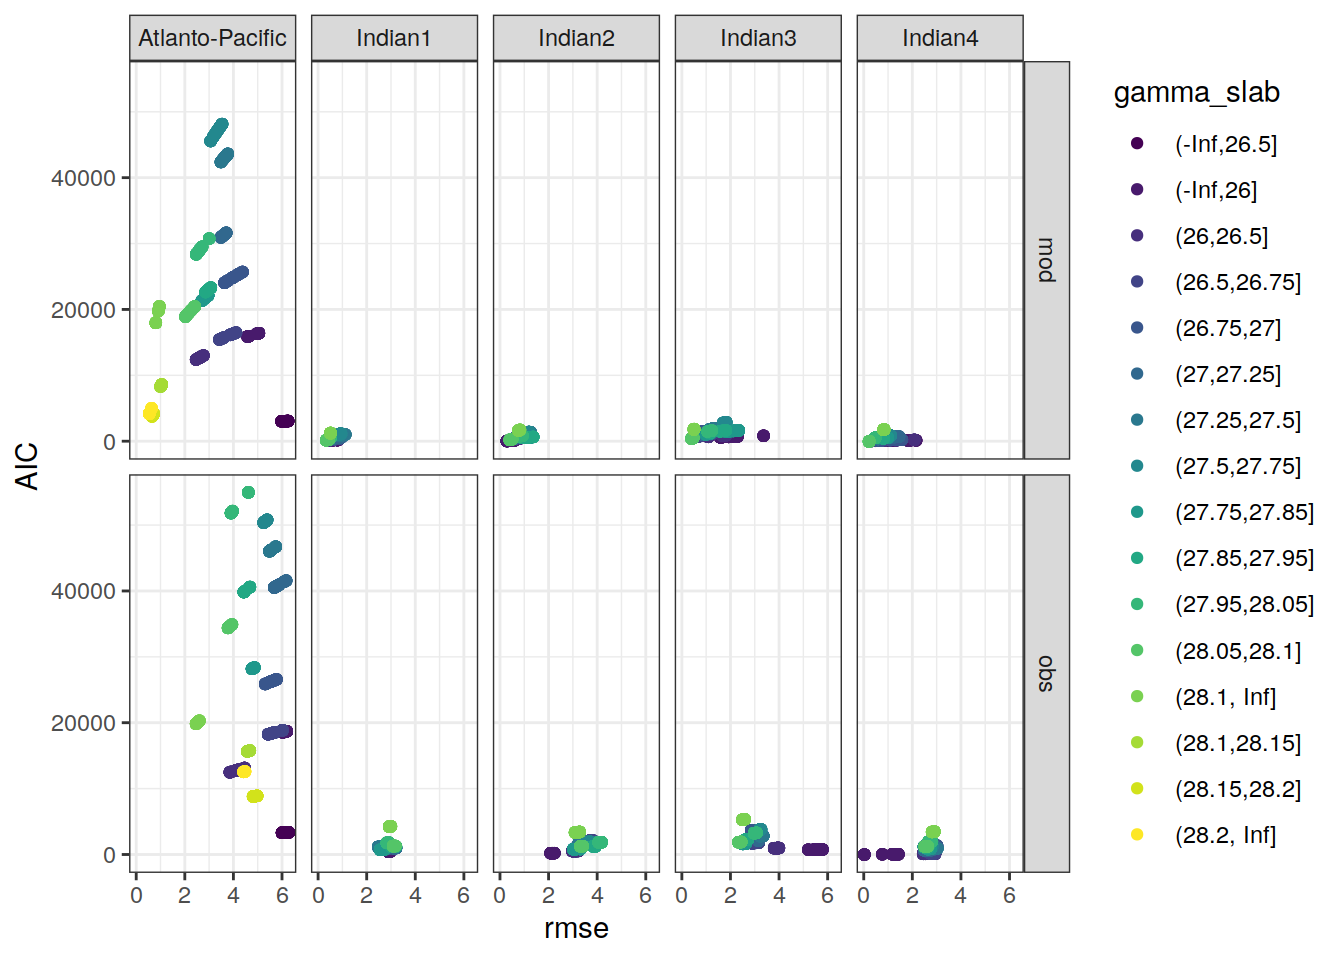 Atlanto-Pacific Indian1 Indian2 Indian3 Indian4
gamma_slab
(-Inf,26.5]
(-Inf,26]
(26,26.5]
(26.5,26.75]
(26.75,27]
(27,27.25]
(27.25,27.5]
(27.5,27.75]
(27.75,27.85]
(27.85,27.95]
(27.95,28.05]
(28.05,28.1]
(28.1, Inf]
(28.1,28.15]
(28.15,28.2]
(28.2, Inf]
mod
obs
AIC
40000
20000
0
40000
20000
0
0 2 4 6 0 2 4 6 0 2 4 6 0 2 4 6 0 2 4 6
rmse